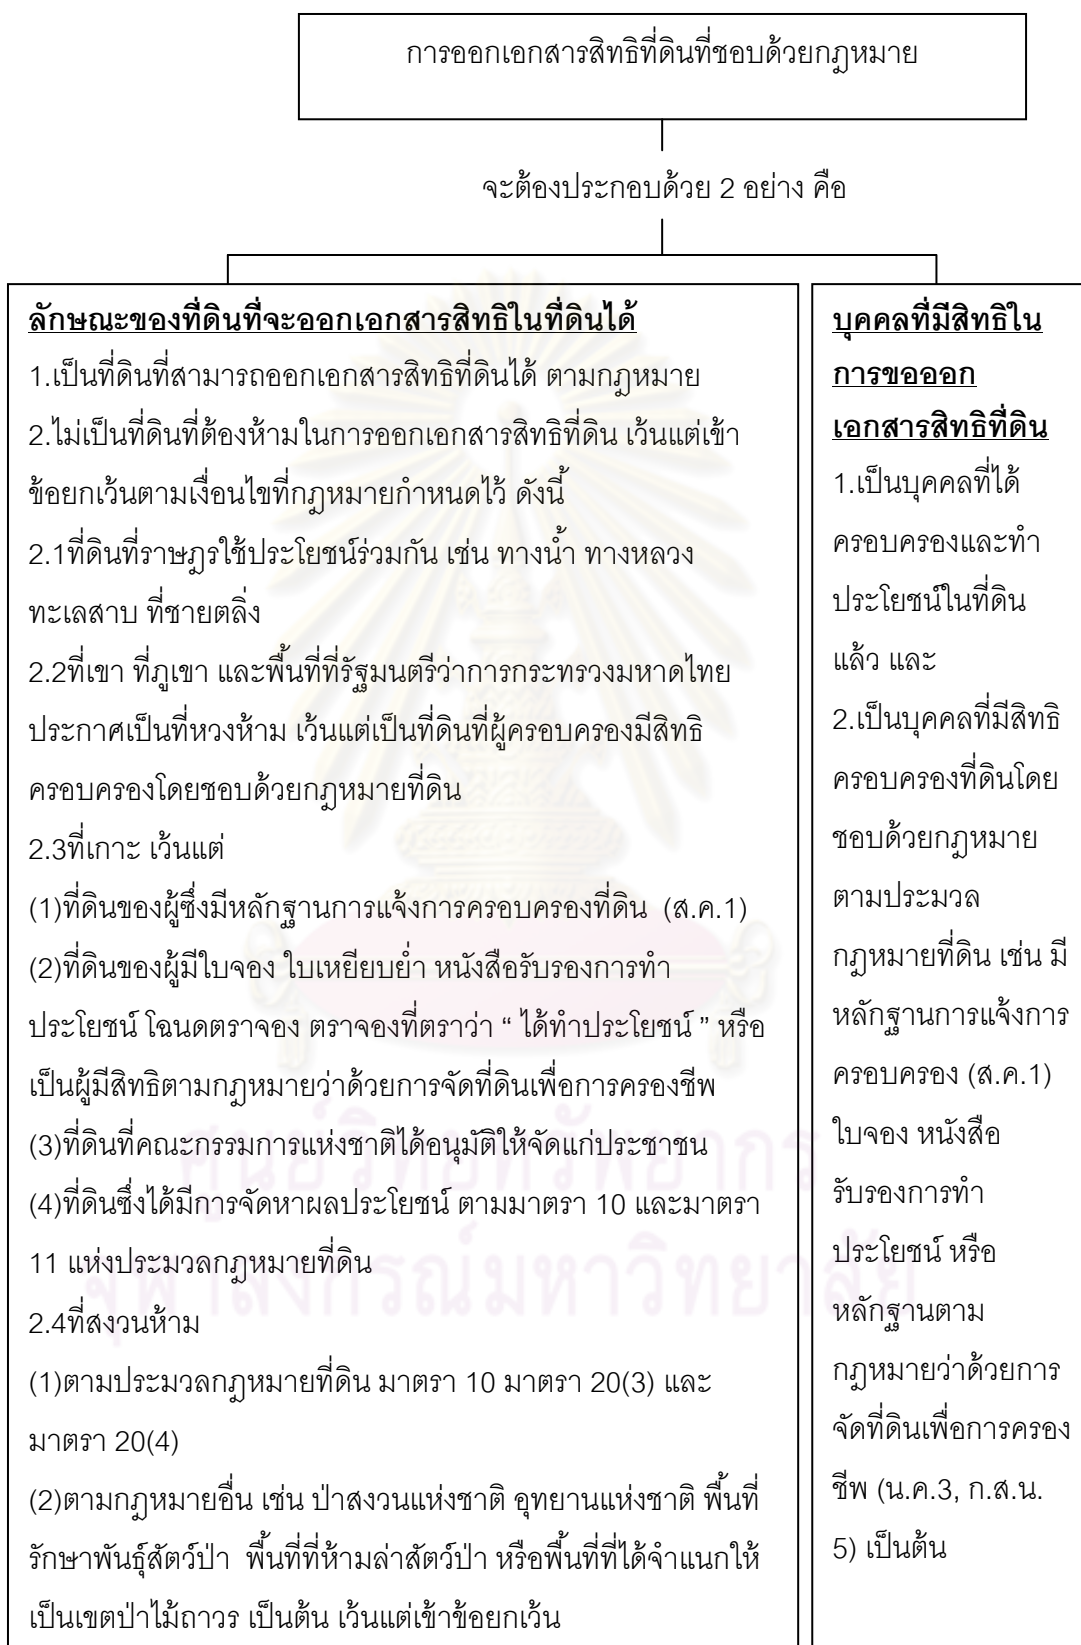 การออกเอกสารสิทธิที่ดินที่ชอบด้วยกฎหมาย
จะต้องประกอบด้วย 2 อย่าง คือ
ลักษณะของที่ดินที่จะออกเอกสารสิทธิในที่ดินได้
1.เป็นที่ดินที่สามารถออกเอกสารสิทธิที่ดินได้ ตามกฎหมาย
2.ไม่เป็นที่ดินที่ต้องห้ามในการออกเอกสารสิทธิที่ดิน เว้นแต่เข้า
ข้อยกเว้นตามเงื่อนไขที่กฎหมายกำหนดไว้ ดังนี้
2.1ที่ดินที่ราษฎรใช้ประโยชน์ร่วมกัน เช่น ทางน้ำ ทางหลวง
ทะเลสาบ ที่ชายตลิ่ง
2.2ที่เขา ที่ภูเขา และพื้นที่ที่รัฐมนตรีว่าการกระทรวงมหาดไทย
ประกาศเป็นที่หวงห้าม เว้นแต่เป็นที่ดินที่ผู้ครอบครองมีสิทธิ
ครอบครองโดยชอบด้วยกฎหมายที่ดิน
2.3ที่เกาะ เว้นแต่
(1)ที่ดินของผู้ซึ่งมีหลักฐานการแจ้งการครอบครองที่ดิน (ส.ค.1)
(2)ที่ดินของผู้มีใบจอง ใบเหยียบย่ำ หนังสือรับรองการทำ
ประโยชน์ โฉนดตราจอง ตราจองที่ตราว่า “ ได้ทำประโยชน์ ” หรือ
เป็นผู้มีสิทธิตามกฎหมายว่าด้วยการจัดที่ดินเพื่อการครองชีพ
(3)ที่ดินที่คณะกรรมการแห่งชาติได้อนุมัติให้จัดแก่ประชาชน
(4)ที่ดินซึ่งได้มีการจัดหาผลประโยชน์ ตามมาตรา 10 และมาตรา
11 แห่งประมวลกฎหมายที่ดิน
2.4ที่สงวนห้าม
(1)ตามประมวลกฎหมายที่ดิน มาตรา 10 มาตรา 20(3) และ
มาตรา 20(4)
(2)ตามกฎหมายอื่น เช่น ป่าสงวนแห่งชาติ อุทยานแห่งชาติ พื้นที่
รักษาพันธุ์สัตว์ป่า พื้นที่ที่ห้ามล่าสัตว์ป่า หรือพื้นที่ที่ได้จำแนกให้
เป็นเขตป่าไม้ถาวร เป็นต้น เว้นแต่เข้าข้อยกเว้น
บุคคลที่มีสิทธิใน
การขอออก
เอกสารสิทธิที่ดิน
1.เป็นบุคคลที่ได้
ครอบครองและทำ
ประโยชน์ในที่ดิน
แล้ว และ
2.เป็นบุคคลที่มีสิทธิ
ครอบครองที่ดินโดย
ชอบด้วยกฎหมาย
ตามประมวล
กฎหมายที่ดิน เช่น มี
หลักฐานการแจ้งการ
ครอบครอง (ส.ค.1)
ใบจอง หนังสือ
รับรองการทำ
ประโยชน์ หรือ
หลักฐานตาม
กฎหมายว่าด้วยการ
จัดที่ดินเพื่อการครอง
ชีพ (น.ค.3, ก.ส.น.
5) เป็นต้น
ศูนย์วิทยทรัพยากร
จุฬาลงกรณ์มหาวิทยาลัย